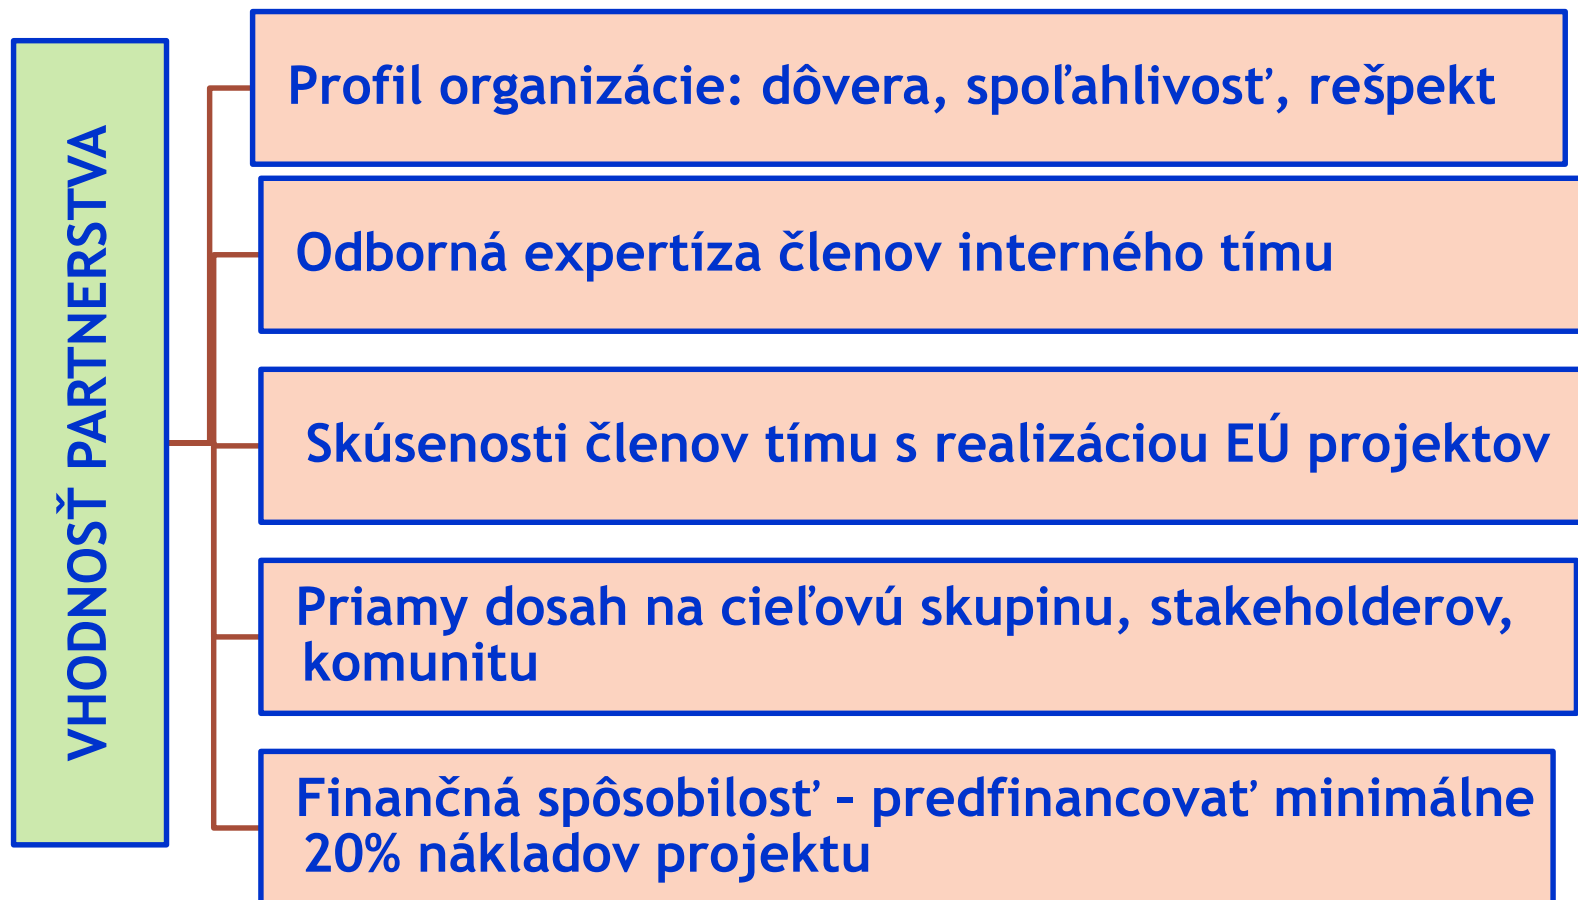 VHODNOSŤ PARTNERSTVA
Profil organizácie: dôvera, spoľahlivosť, rešpekt
Odborná expertíza členov interného tímu
Skúsenosti členov tímu s realizáciou EÚ projektov
Priamy dosah na cieľovú skupinu, stakeholderov,
komunitu
Finančná spôsobilosť - predfinancovať minimálne
20% nákladov projektu